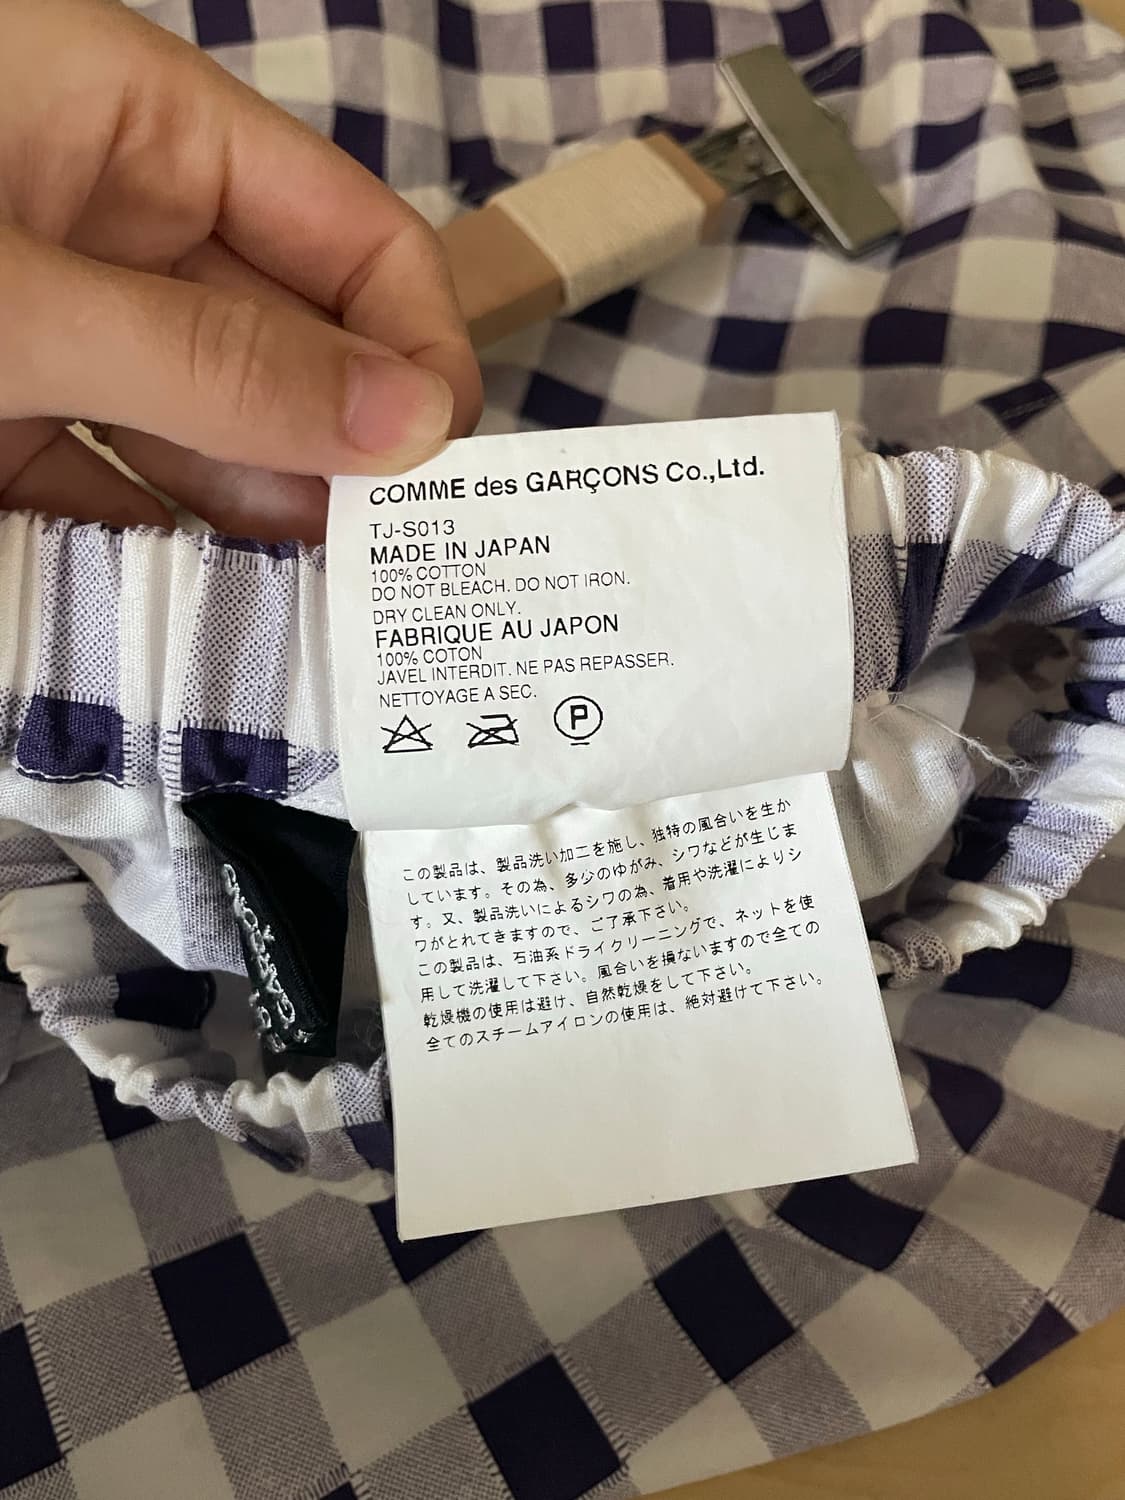 COMME des GARÇONS Co.,Ltd.
TJ-S013
MADE IN JAPAN
100% COTTON
DO NOT BLEACH. DO NOT IRON.
DRY CLEAN ONLY.
FABRIQUE AU JAPON
100% COTON
JAVEL INTERDIT. NE PAS REPASSER.
NETTOYAGE A SEC.
P
この製品は、製品洗い加工を施し、独特の風合いを生か
しています。その為、多少のゆがみ、シワなどが生じま
す。又、製品洗いによるシワの為、着用や洗濯によりシ
ワがとれてきますので、ご了承下さい。
この製品は、石油系ドライクリーニングで、ネットを使
用して洗濯して下さい。風合いを損ないますので全ての
乾燥機の使用は避け、自然乾燥をして下さい。
全てのスチームアイロンの使用は、絶対避けて下さい。